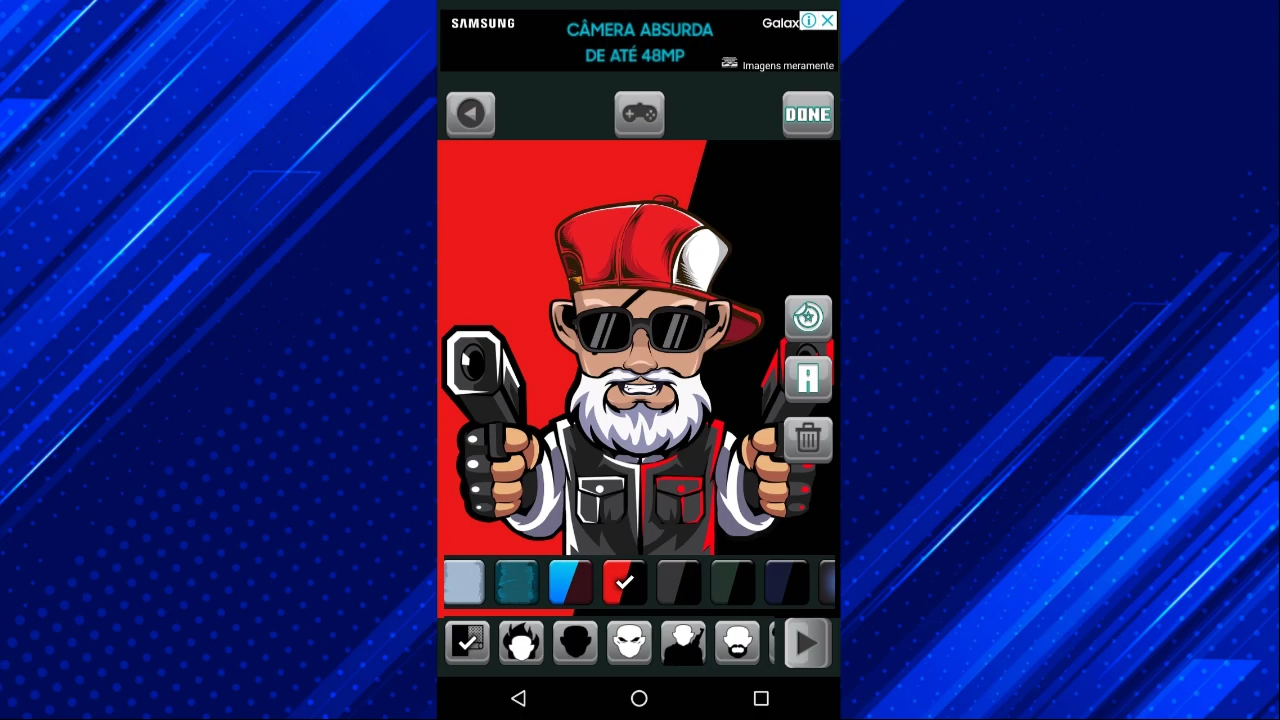 SAMSUNG
CÂMERA ABSURDA
DE ATÉ 48MP
Galax
Imagens meramente
DONE
A